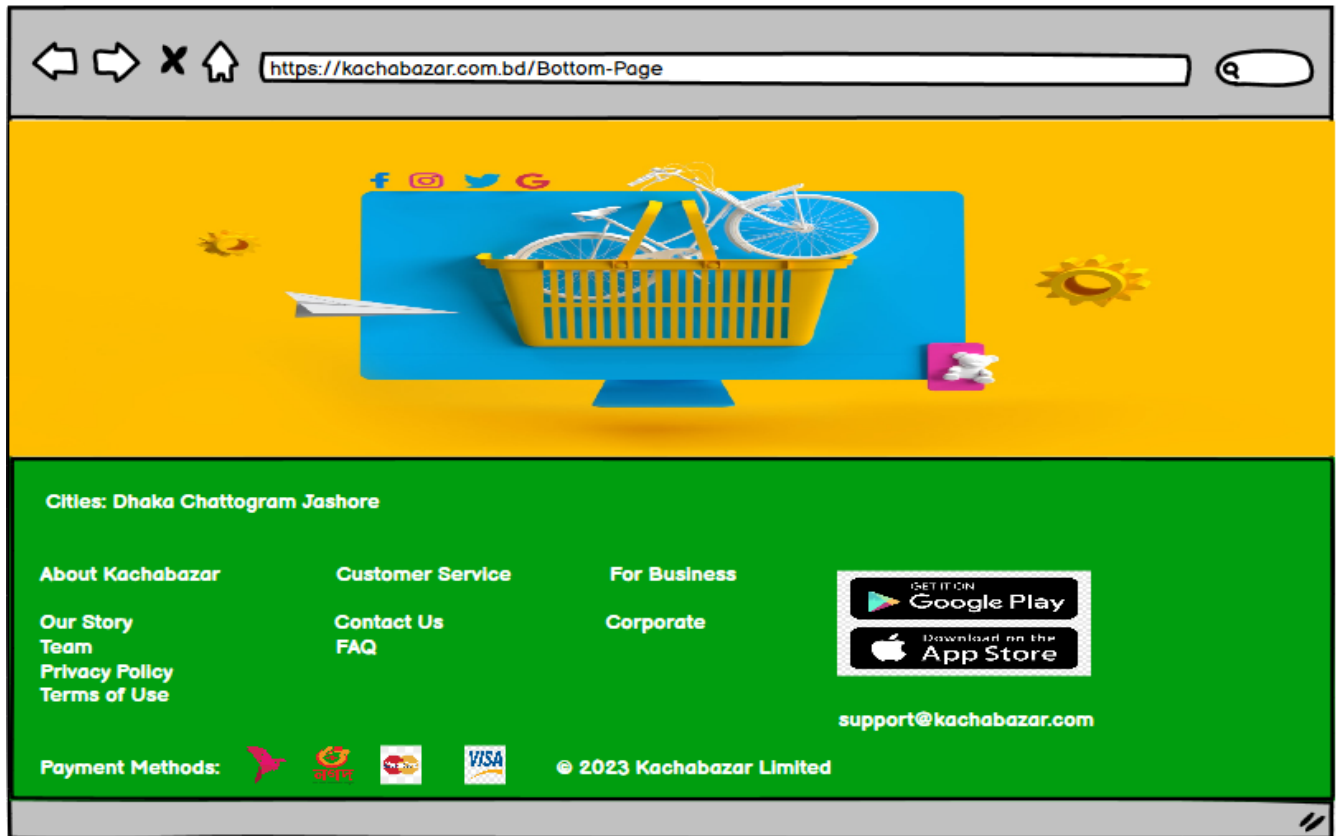 https://kachabazar.com.bd/Bottom-Page
Cities: Dhaka Chattogram Jashore
About Kachabazar
Our Story
Team
Privacy Policy
Terms of Use
Customer Service
Contact Us
FAQ
For Business
Corporate
GET IT ON
Google Play
Download on the
App Store
support@kachabazar.com
Payment Methods:
নগদ
VISA
© 2023 Kachabazar Limited